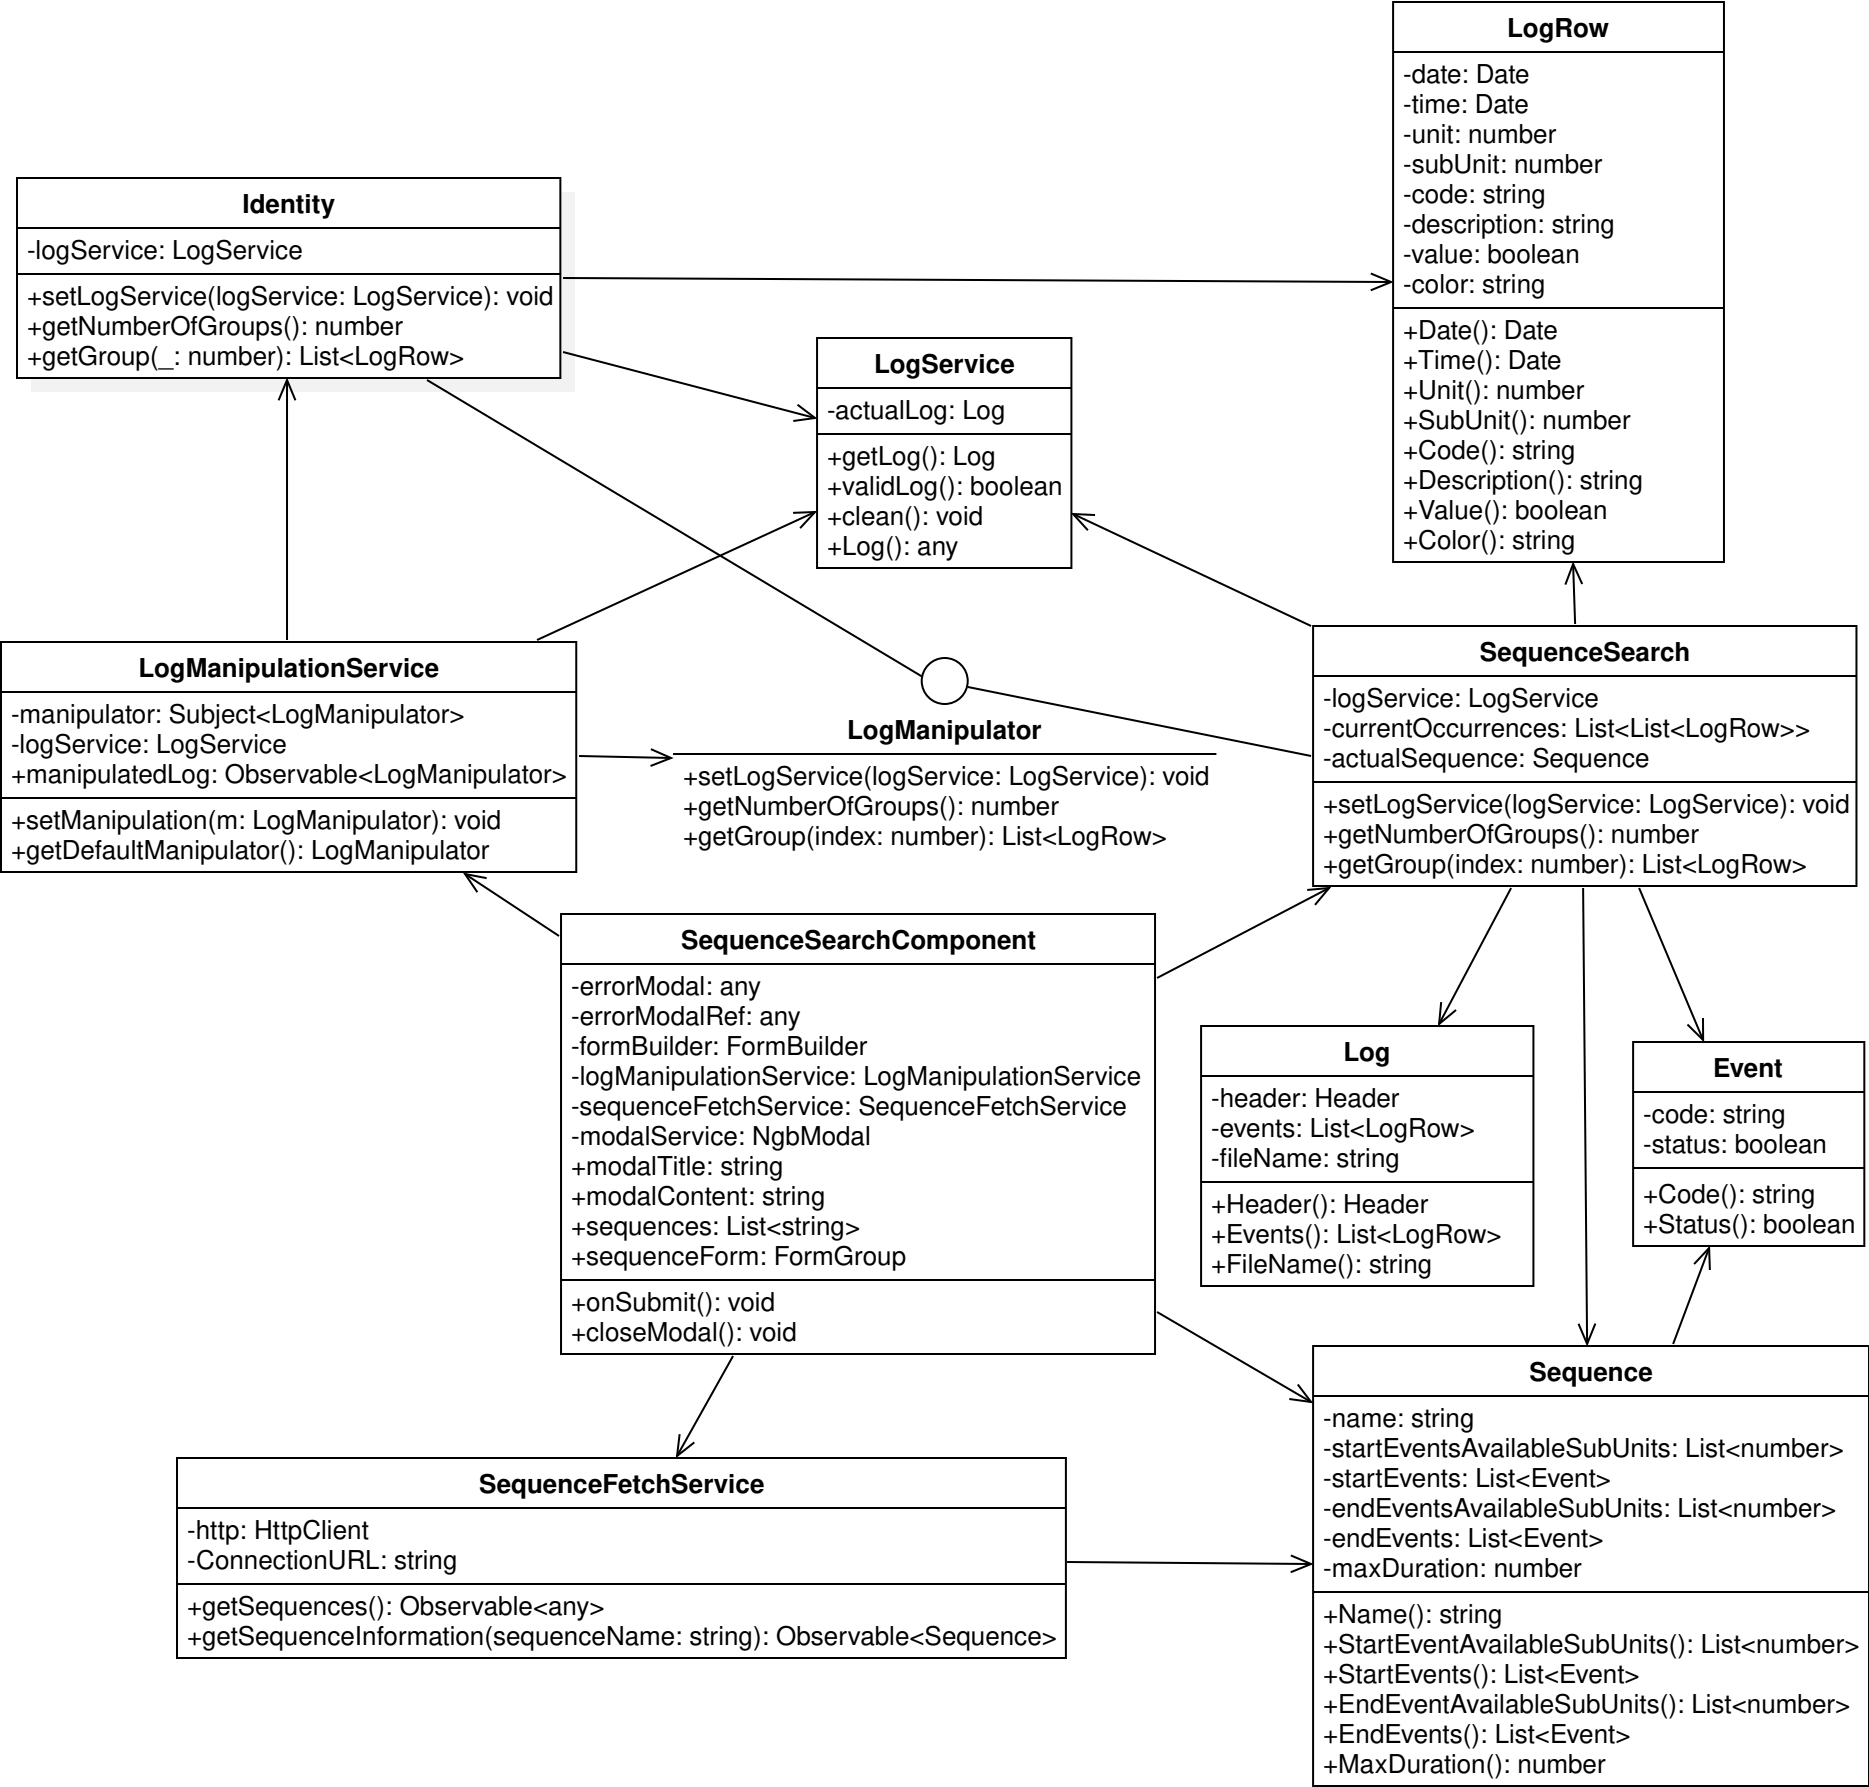 LogRow
-date: Date
-time: Date
-unit: number
-subUnit: number
-code: string
-description: string
-value: boolean
-color: string
+Date(): Date
+Time(): Date
+Unit(): number
+SubUnit(): number
+Code(): string
+Description(): string
+Value(): boolean
+Color(): string
Identity
-logService: LogService
+setLogService(logService: LogService): void
+getNumberOfGroups(): number
+getGroup(_: number): List<LogRow>
LogService
-actualLog: Log
+getLog(): Log
+validLog(): boolean
+clean(): void
+Log(): any
LogManipulationService
-manipulator: Subject<LogManipulator>
-logService: LogService
+manipulatedLog: Observable<LogManipulator>
+setManipulation(m: LogManipulator): void
+getDefaultManipulator(): LogManipulator
LogManipulator
+setLogService(logService: LogService): void
+getNumberOfGroups(): number
+getGroup(index: number): List<LogRow>
SequenceSearch
-logService: LogService
-currentOccurrences: List<List<LogRow>>
-actualSequence: Sequence
+setLogService(logService: LogService): void
+getNumberOfGroups(): number
+getGroup(index: number): List<LogRow>
SequenceSearchComponent
-errorModal: any
-errorModalRef: any
-formBuilder: FormBuilder
-logManipulationService: LogManipulationService
-sequenceFetchService: SequenceFetchService
-modalService: NgbModal
+modalTitle: string
+modalContent: string
+sequences: List<string>
+sequenceForm: FormGroup
+onSubmit(): void
+closeModal(): void
Log
-header: Header
-events: List<LogRow>
-fileName: string
+Header(): Header
+Events(): List<LogRow>
+FileName(): string
Event
-code: string
-status: boolean
+Code(): string
+Status(): boolean
Sequence
-name: string
-startEventsAvailableSubUnits: List<number>
-startEvents: List<Event>
-endEventsAvailableSubUnits: List<number>
-endEvents: List<Event>
-maxDuration: number
+Name(): string
+StartEventAvailableSubUnits(): List<number>
+StartEvents(): List<Event>
+EndEventAvailableSubUnits(): List<number>
+EndEvents(): List<Event>
+MaxDuration(): number
SequenceFetchService
-http: HttpClient
-ConnectionURL: string
+getSequences(): Observable<any>
+getSequenceInformation(sequenceName: string): Observable<Sequence>